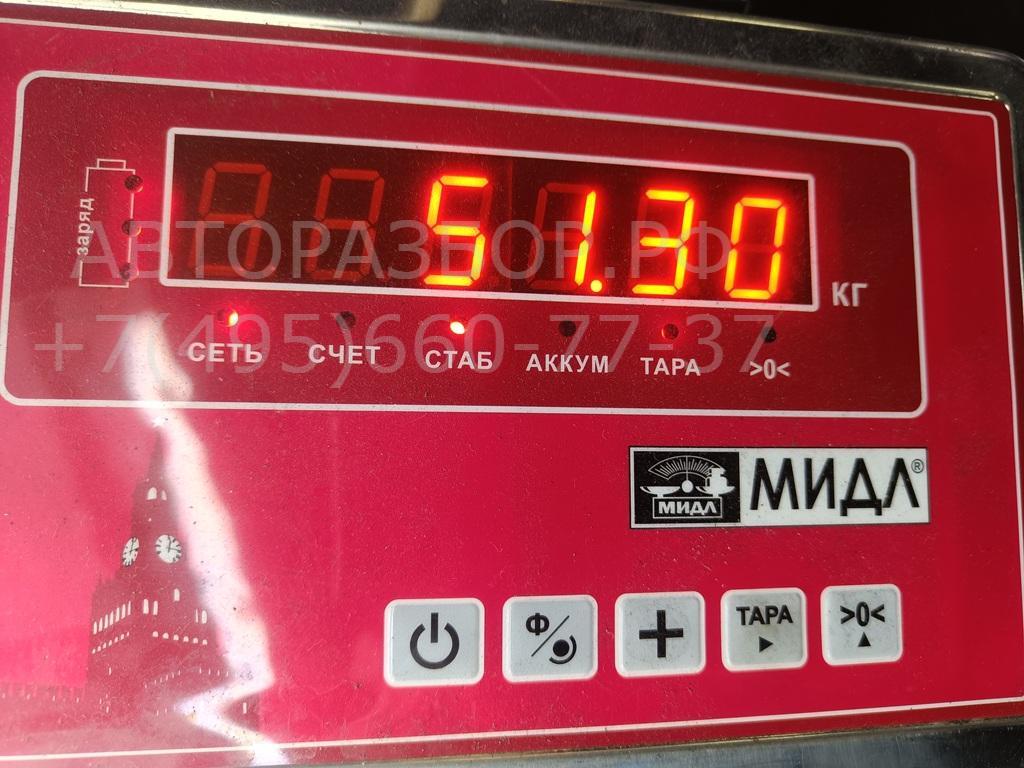 заряд
51.30
КГ
АВТОРАЗБОР.РФ
+7(495)660-77-37
СЕТЬ СЧЕТ СТАБ АККУМ ТАРА >0<
МИДЛ МИДЛ®
Ф/ + ТАРА >0<